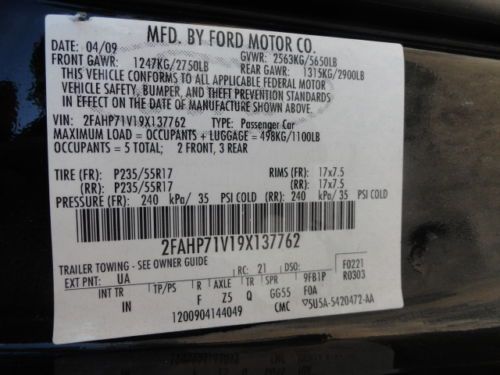 MFD. BY FORD MOTOR CO.
DATE: 04/09 GVWR: 2563KG/5650LB
FRONT GAWR: 1247KG/2750LB REAR GAWR: 1315KG/2900LB
THIS VEHICLE CONFORMS TO ALL APPLICABLE FEDERAL MOTOR
VEHICLE SAFETY, BUMPER, AND THEFT PREVENTION STANDARDS
IN EFFECT ON THE DATE OF MANUFACTURE SHOWN ABOVE.
VIN: 2FAHP71V19X137762 TYPE: Passenger Car
MAXIMUM LOAD = OCCUPANTS + LUGGAGE = 498KG/1100LB
OCCUPANTS = 5 TOTAL; 2 FRONT, 3 REAR
TIRE (FR): P235/55R17 RIMS (FR): 17x7.5
(RR): P235/55R17 (RR): 17x7.5
PRESSURE (FR): 240 kPa/ 35 PSI COLD (RR): 240 kPa/ 35 PSI COLD
2FAHP71V19X137762
TRAILER TOWING - SEE OWNER GUIDE F0221
EXT PNT: UA RC: 21 DSO: R0303
INT TR TP/PS R AXLE TR SPR 9FB1P
IN F Z5 Q GG55 FOA
1200904144049 CMC 5U5A-5420472-AA